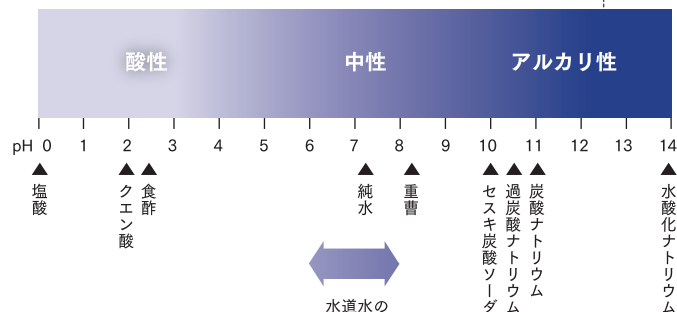 酸性 中性 アルカリ性
pH 0 1 2 3 4 5 6 7 8 9 10 11 12 13 14
塩酸
クエン酸
食酢
純水
重曹
セスキ炭酸ソーダ
過炭酸ナトリウム
炭酸ナトリウム
水酸化ナトリウム
水道水の